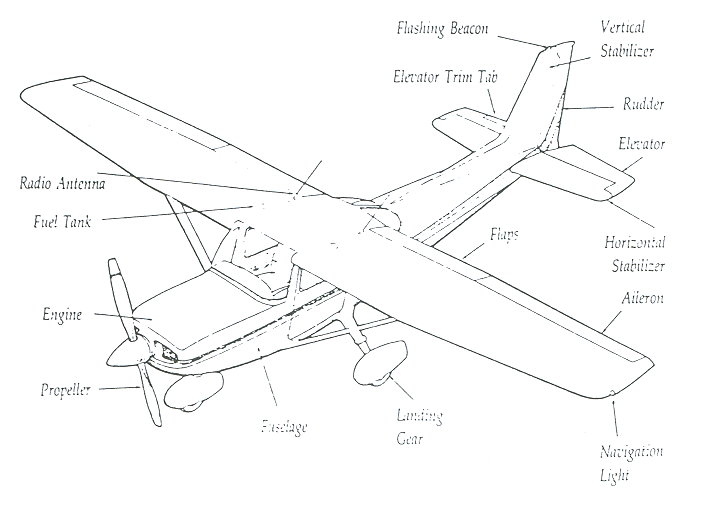 Flashing Beacon
Vertical
Stabilizer
Elevator Trim Tab
Rudder
Elevator
Radio Antenna
Fuel Tank
Flaps
Horizontal
Stabilizer
Aileron
Engine
Propeller
Fuselage
Landing
Gear
Navigation
Light